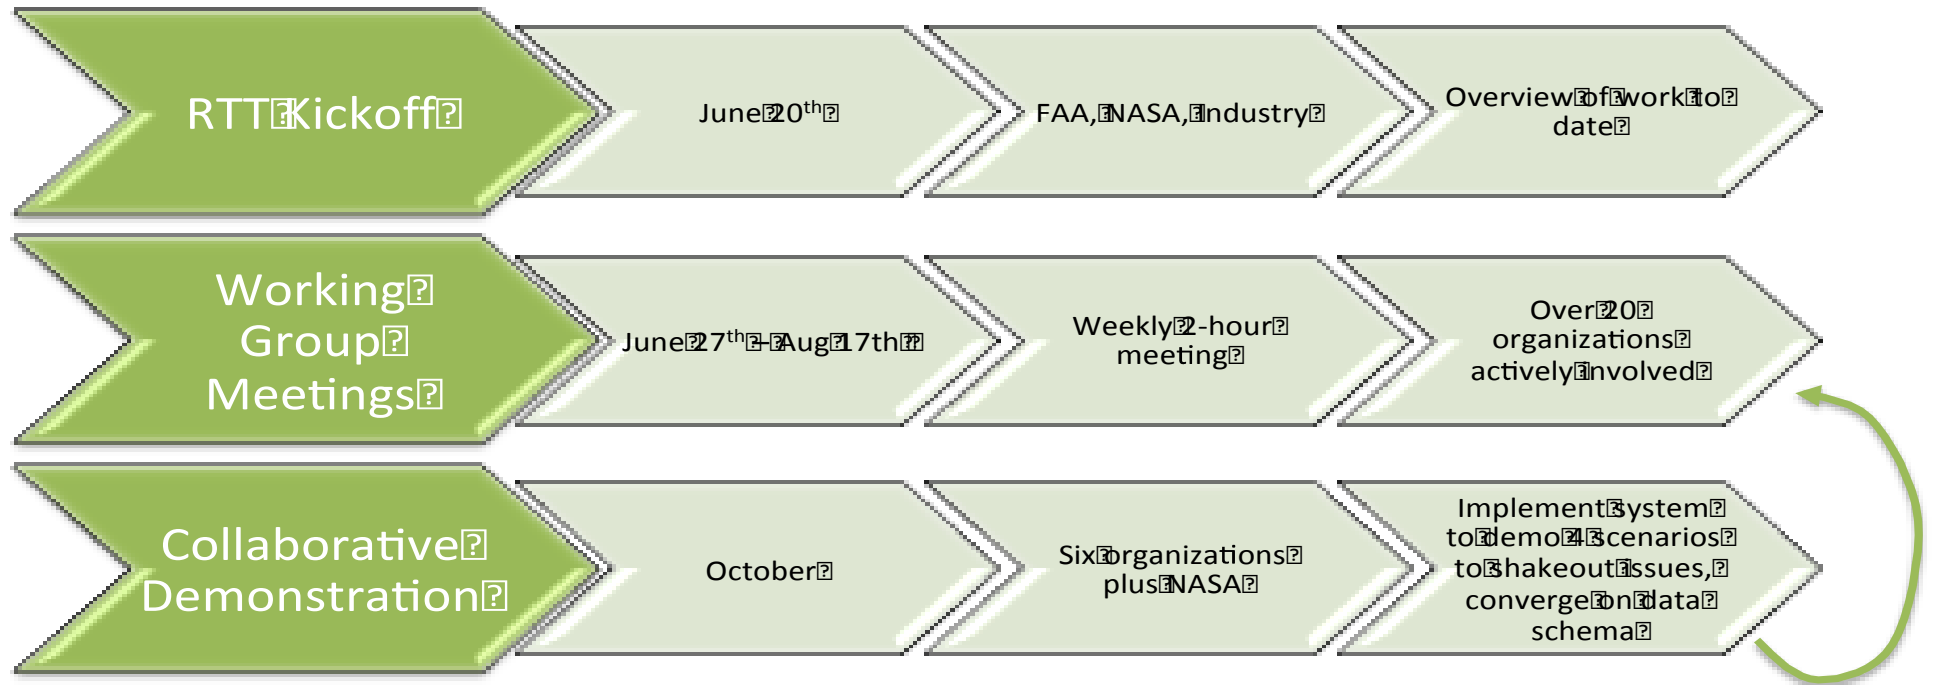 RTT Kickoff
June 20th
FAA, NASA, Industry
Overview of work to
date
Working
Group
Meetings
June 27th – Aug 17th
Weekly 2-hour
meeting
Over 20
organizations
actively involved
Collaborative
Demonstration
October
Six organizations
plus NASA
Implement system
to demo 4 scenarios
to shakeout issues,
converge on data
schema